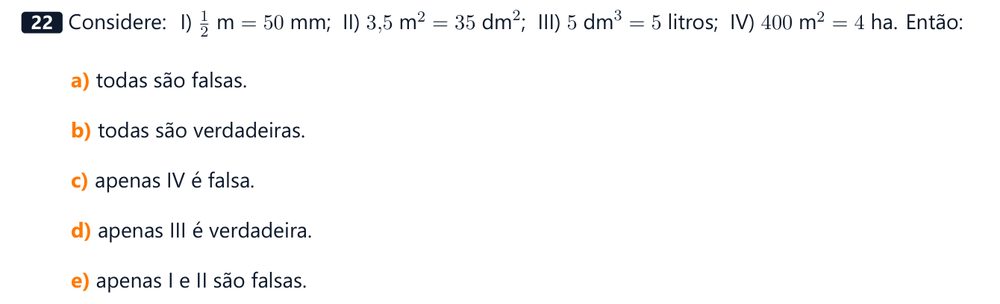 22 Considere: I) $\frac{1}{2}$ m = 50 mm; II) 3,5 m² = 35 dm²; III) 5 dm³ = 5 litros; IV) 400 m² = 4 ha. Então:
a) todas são falsas.
b) todas são verdadeiras.
c) apenas IV é falsa.
d) apenas III é verdadeira.
e) apenas I e II são falsas.